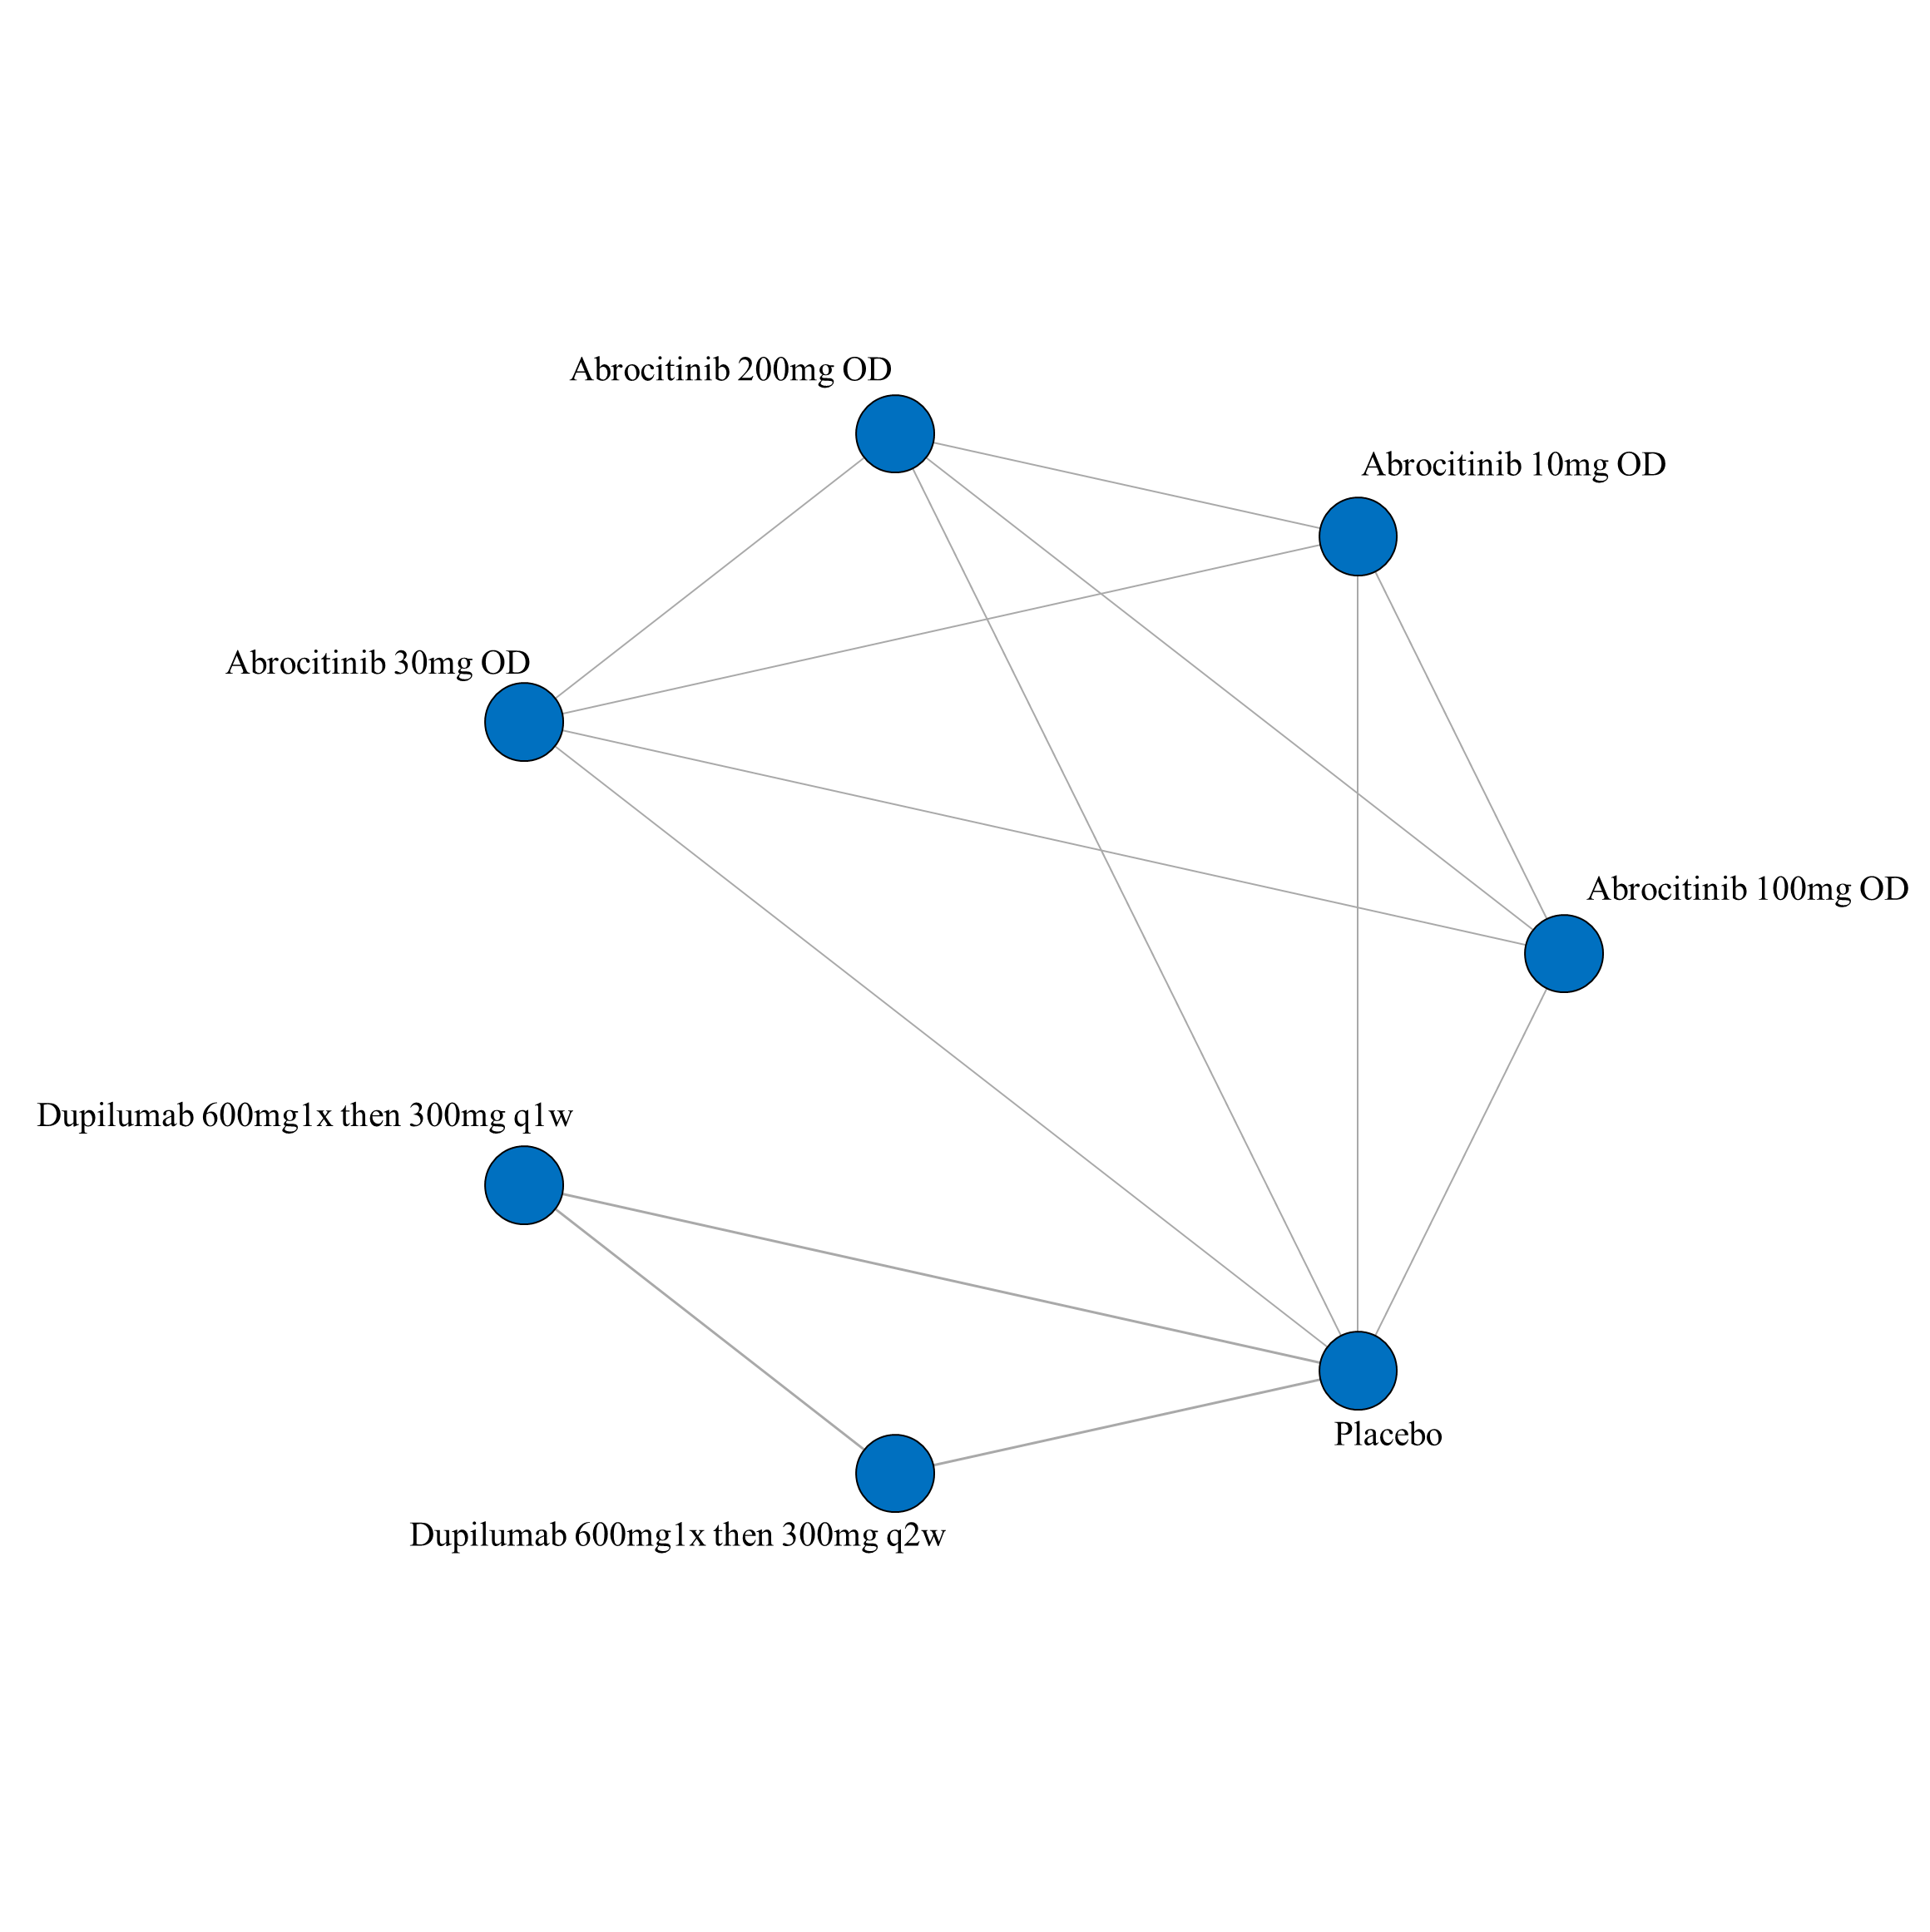 Abrocitinib 200mg OD
Abrocitinib 10mg OD
Abrocitinib 30mg OD
Abrocitinib 100mg OD
Dupilumab 600mg1x then 300mg q1w
Placebo
Dupilumab 600mg1x then 300mg q2w